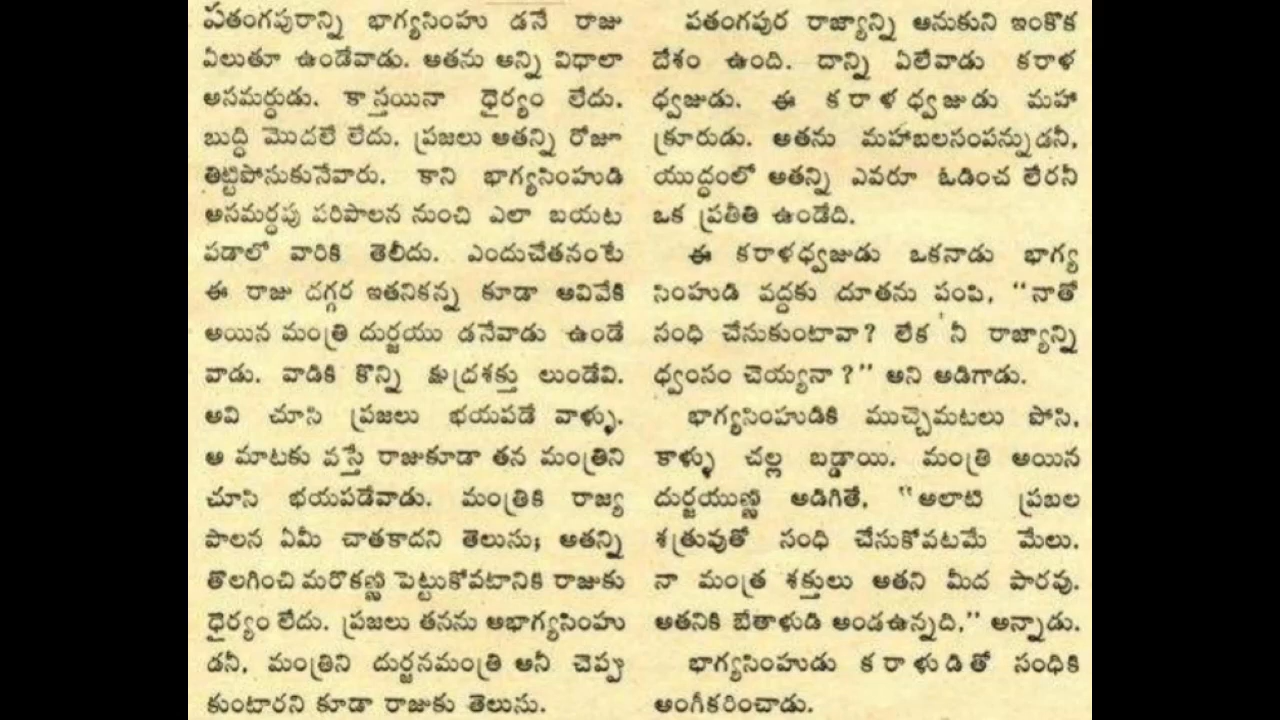 పతంగపురాన్ని భాగ్యసింహు డనే రాజు
ఏలుతూ ఉండేవాడు. అతను అన్ని విధాలా
అసమర్థుడు. కాస్తయినా ధైర్యం లేదు.
బుద్ధి మొదలే లేదు. ప్రజలు అతన్ని రోజూ
తిట్టిపోసుకునేవారు. కాని భాగ్యసింహుడి
అసమర్థపు పరిపాలన నుంచి ఎలా బయట
పడాలో వారికి తెలీదు. ఎందుచేతనంటే
ఈ రాజు దగ్గర ఇతనికన్న కూడా అవివేకి
అయిన మంత్రి దుర్జయు డనేవాడు ఉండే
వాడు. వాడికి కొన్ని క్షుద్రశక్తు లుండేవి.
అవి చూసి ప్రజలు భయపడే వాళ్ళు.
ఆ మాటకు వస్తే రాజుకూడా తన మంత్రిని
చూసి భయపడేవాడు. మంత్రికి రాజ్య
పాలన ఏమీ చాతకాదని తెలుసు; అతన్ని
తొలగించి మరొకణ్ణి పెట్టుకోవటానికి రాజుకు
ధైర్యం లేదు. ప్రజలు తనను అభాగ్యసింహు
డనీ, మంత్రిని దుర్జనమంత్రి అనీ చెప్పు
కుంటారని కూడా రాజుకు తెలుసు.
పతంగపుర రాజ్యాన్ని ఆనుకుని ఇంకొక
దేశం ఉంది. దాన్ని ఏలేవాడు కరాళ
ధ్వజుడు. ఈ కరాళధ్వజుడు మహా
క్రూరుడు. అతను మహాబలసంపన్నుడనీ,
యుద్ధంలో అతన్ని ఎవరూ ఓడించ లేరనీ
ఒక ప్రతీతి ఉండేది.
ఈ కరాళధ్వజుడు ఒకనాడు భాగ్య
సింహుడి వద్దకు దూతను పంపి, "నాతో
సంధి చేసుకుంటావా? లేక నీ రాజ్యాన్ని
ధ్వంసం చెయ్యనా?" అని అడిగాడు.
భాగ్యసింహుడికి ముచ్చెమటలు పోసి,
కాళ్ళు చల్ల బడ్డాయి. మంత్రి అయిన
దుర్జయుణ్ణి అడిగితే, "అలాటి ప్రబల
శత్రువుతో సంధి చేసుకోవటమే మేలు.
నా మంత్ర శక్తులు అతని మీద పారవు.
అతనికి బేతాళుడి అండఉన్నది," అన్నాడు.
భాగ్యసింహుడు కరాళుడితో సంధికి
అంగీకరించాడు.